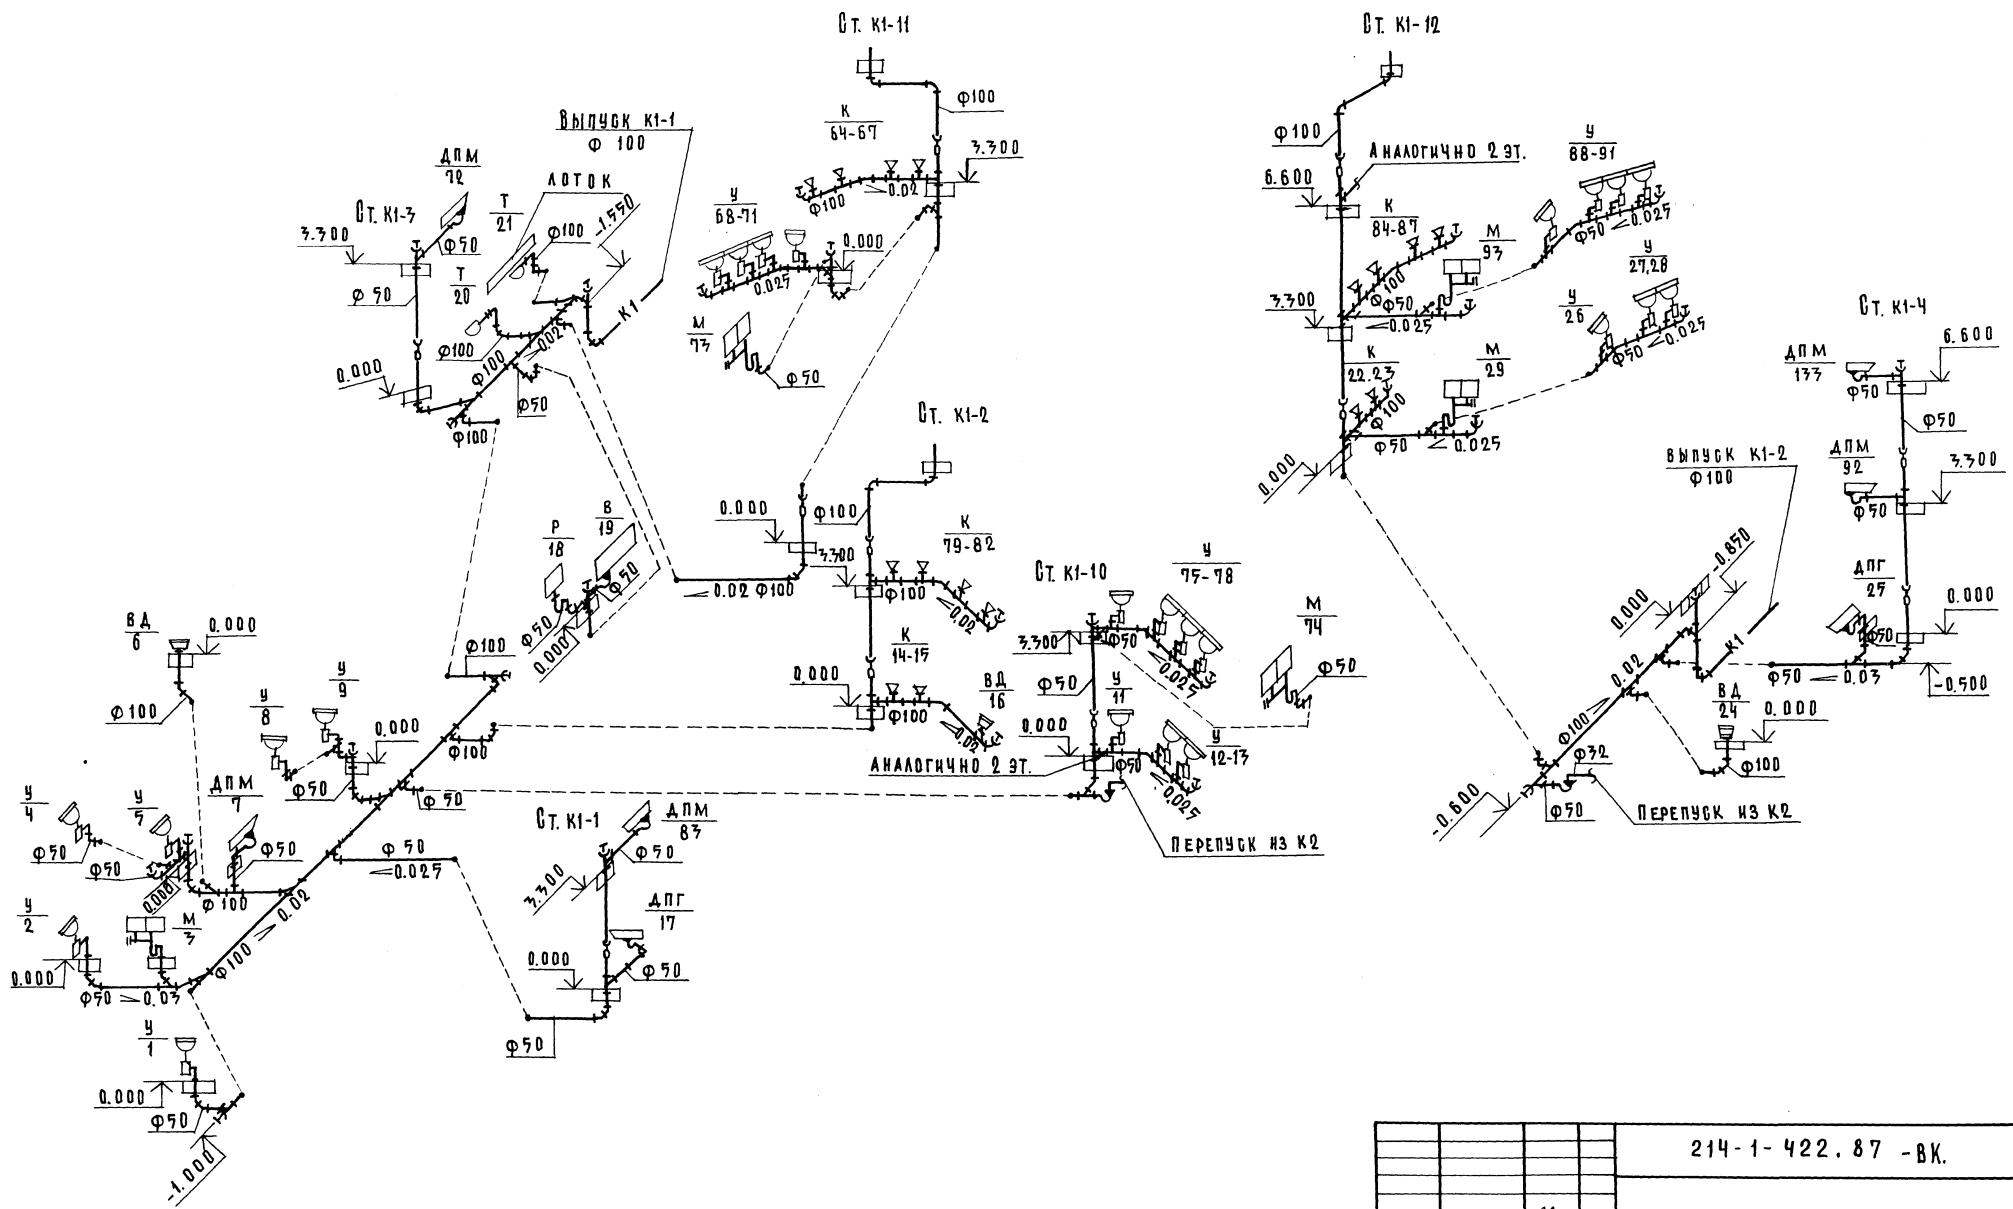 Ст. К1-11
Ст. К1-12
Ф100
К
64-67
3.300
0.02
Ф100
Выпуск К1-1
Ф 100
ДПМ
72
ЛОТОК
Т
21
Ф100
-1.550
Ст. К1-3
3.300
Ф50
Ф 50
Т
20
Ф100
К1
0.02
Ф100
0.000
Ф50
Ф100
У
68-71
0.000
0.025
М
73
Ф50
Ф100
Аналогично 2 эт.
6.600
У
88-91
0.025
Ф50
К
84-87
М
93
Ф100
Ф50
0.025
3.300
У
27,28
У
26
0.025
Ф50
К
22.23
М
29
Ф100
Ф50
0.025
0.000
Ст. К1-4
ДПМ
133
6.600
Ф50
Ф50
ДПМ
92
3.300
Ф50
ДПГ
25
0.000
Ф50
Ф50
0.03
-0.500
Выпуск К1-2
Ф100
-0.850
0.000
К1
0.02
Ф100
ВД
24
0.000
Ф100
Ф32
Ф50
-0.600
Перепуск из К2
Ст. К1-2
Ф100
0.000
3.300
0.02 Ф100
К
79-82
Ф100
0.02
К
14-15
0.000
Ф100
0.02
ВД
16
Ст. К1-10
У
75-78
3.300
Ф50
0.025
Ф50
М
74
Ф50
У
11
0.000
Ф50
У
12-13
0.025
Аналогично 2 эт.
Перепуск из К2
Р
18
В
19
Ф50
Ф50
0.000
Ф100
Ф100
ВД
6
0.000
Ф100
У
9
У
8
0.000
Ф50
Ф50
У
4
У
5
ДПМ
7
Ф50
Ф50
Ф50
0.000
Ф100
Ф 50
0.025
Ф100
0.02
У
2
М
3
0.000
Ф50
0.03
У
1
0.000
Ф50
-1.000
Ст. К1-1
ДПМ
83
Ф50
3.300
ДПГ
17
0.000
Ф50
Ф50
214-1-422.87 -ВК.